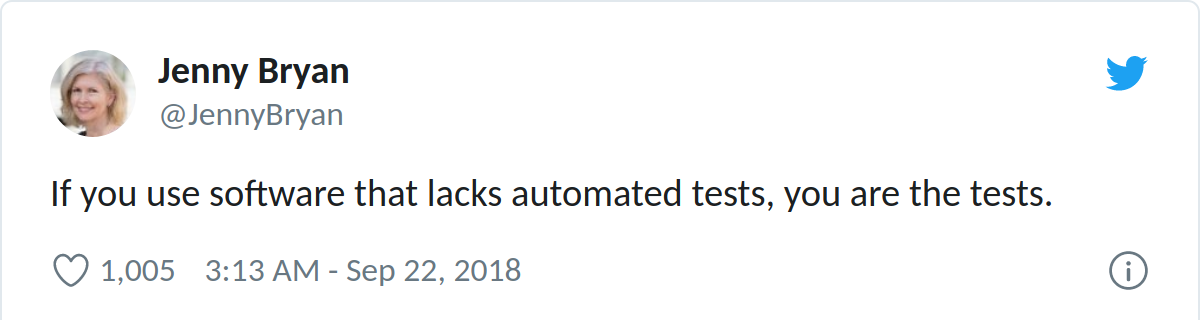 Jenny Bryan
@JennyBryan
If you use software that lacks automated tests, you are the tests.
1,005 3:13 AM - Sep 22, 2018